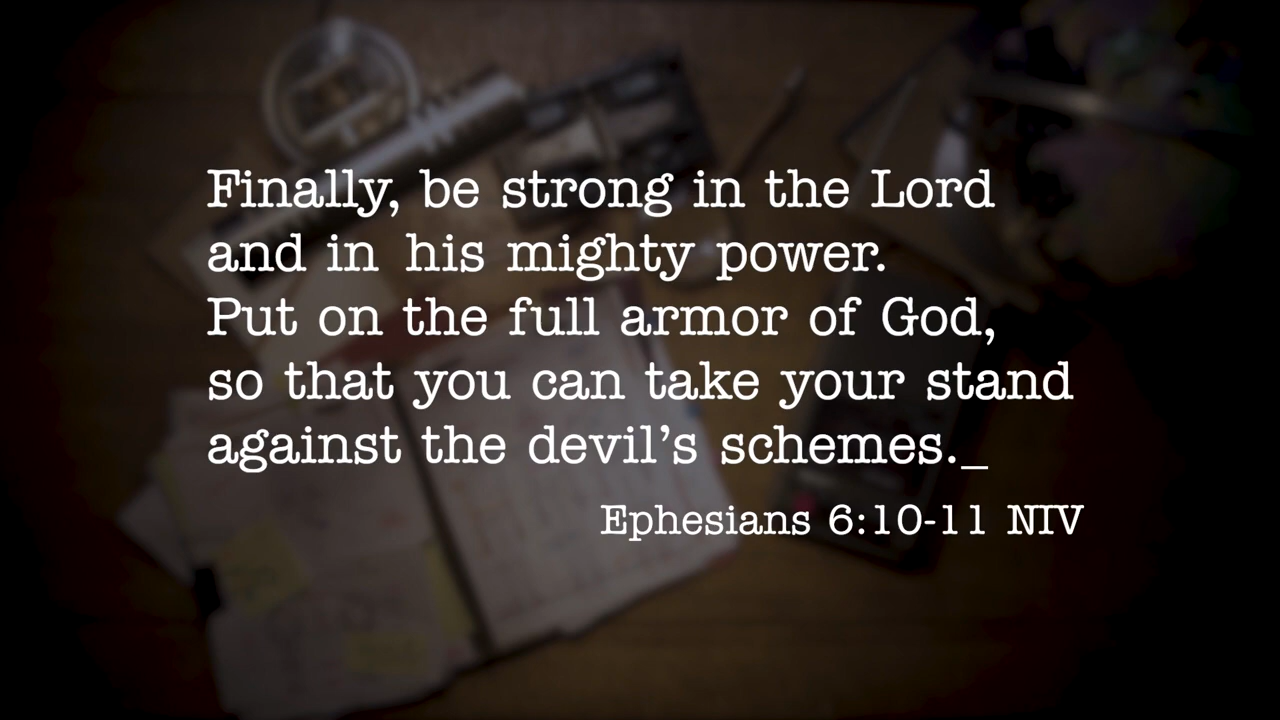 Finally, be strong in the Lord
and in his mighty power.
Put on the full armor of God,
so that you can take your stand
against the devil’s schemes._
Ephesians 6:10-11 NIV